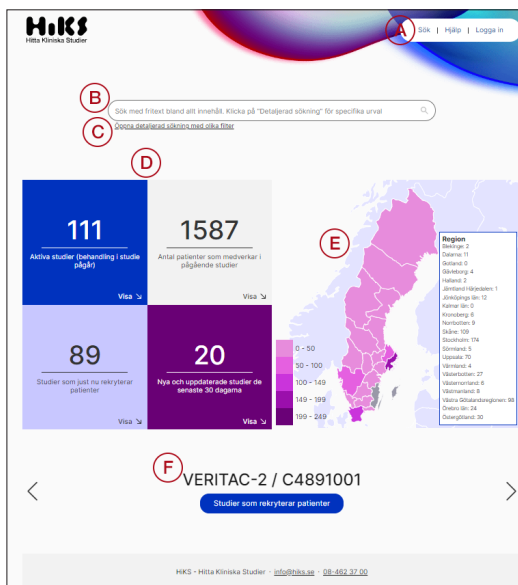 HiKS
Hitta Kliniska Studier
A
Sök | Hjälp | Logga in
B
Sök med fritext bland allt innehåll. Klicka på "Detaljerad sökning" för specifika urval
C
Öppna detaljerad sökning med olika filter
D
111
Aktiva studier (behandling i studie
pågår)
Visa ↘
1587
Antal patienter som medverkar i
pågående studier
Visa ↘
89
Studier som just nu rekryterar
patienter
Visa ↘
20
Nya och uppdaterade studier de
senaste 30 dagarna
Visa ↘
E
0 - 50
50 - 100
100 - 149
149 - 199
199 - 249
Region
Blekinge: 2
Dalarna: 11
Gotland: 0
Gävleborg: 4
Halland: 2
Jämtland Härjedalen: 1
Jönköpings län: 12
Kalmar län: 0
Kronoberg: 6
Norrbotten: 9
Skåne: 109
Stockholm: 174
Sörmland: 5
Uppsala: 70
Värmland: 4
Västerbotten: 27
Västernorrland: 6
Västmanland: 8
Västra Götalandsregionen: 98
Örebro län: 24
Östergötland: 30
F
VERITAC-2 / C4891001
Studier som rekryterar patienter
HiKS - Hitta Kliniska Studier · info@hiks.se · 08-462 37 00